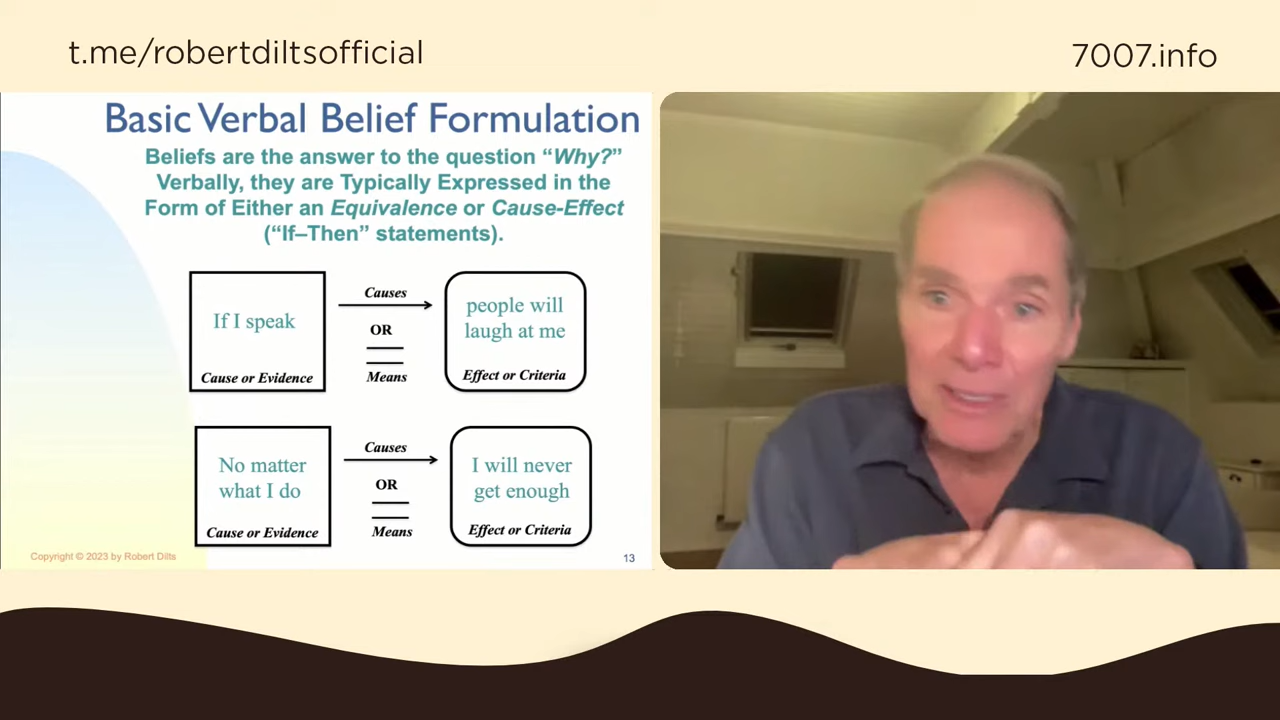 t.me/robertdiltsofficial
7007.info
Basic Verbal Belief Formulation
Beliefs are the answer to the question “Why?”
Verbally, they are Typically Expressed in the
Form of Either an Equivalence or Cause-Effect
(“If–Then” statements).
If I speak
Cause or Evidence
Causes
OR
Means
people will
laugh at me
Effect or Criteria
No matter
what I do
Cause or Evidence
Causes
OR
Means
I will never
get enough
Effect or Criteria
Copyright © 2023 by Robert Dilts
13